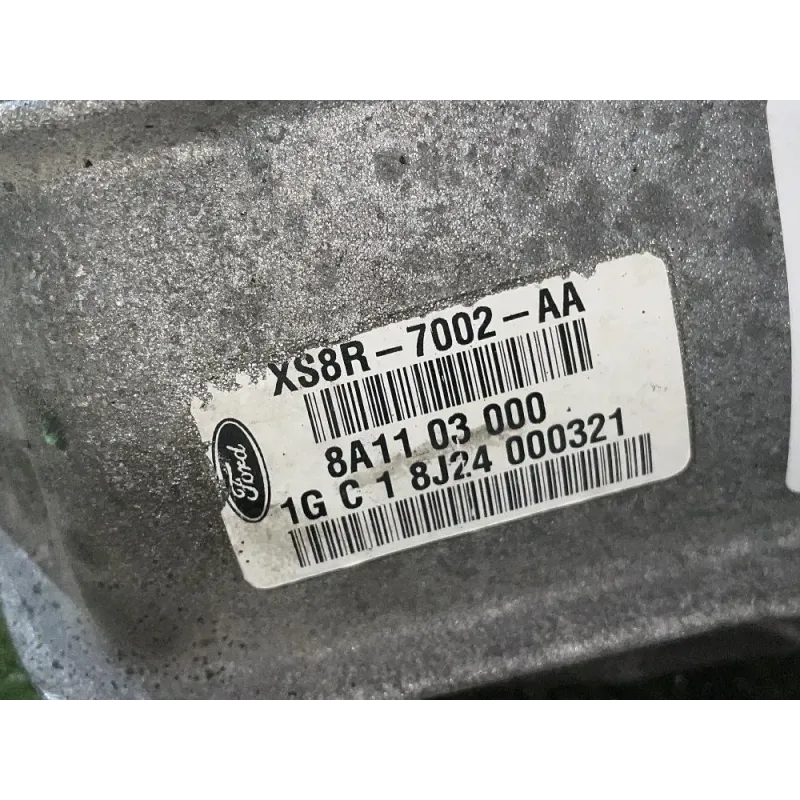 XS8R-7002-AA
8A11 03 000
Ford
1G C 1 8J24 000321